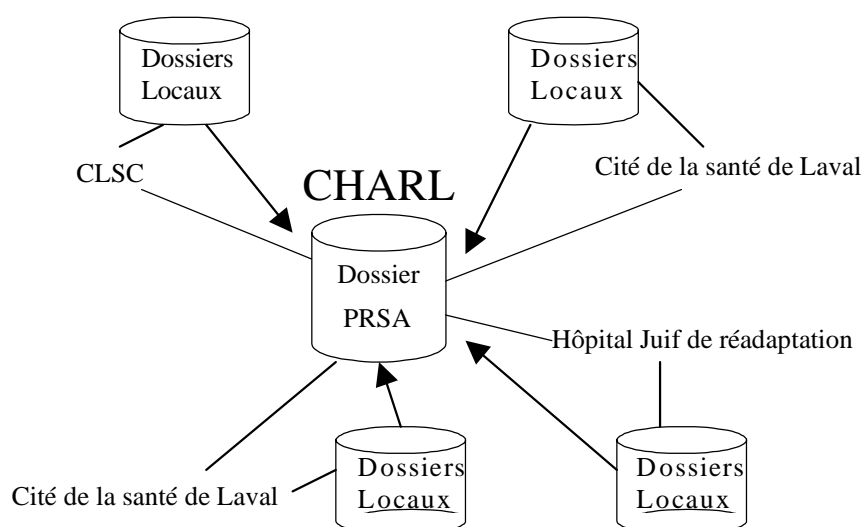 Dossiers
Locaux
Dossiers
Locaux
CLSC
CHARL
Cité de la santé de Laval
Dossier
PRSA
Hôpital Juif de réadaptation
Dossiers
Locaux
Dossiers
Locaux
Cité de la santé de Laval